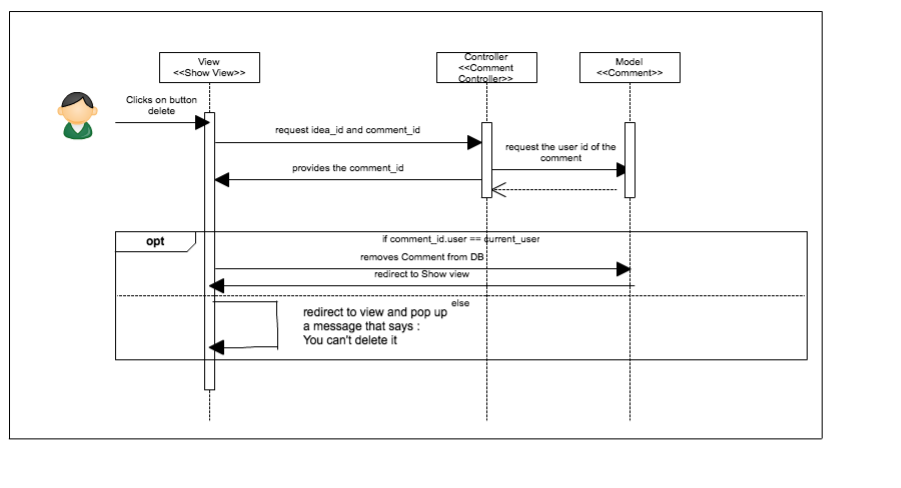 View
<<Show View>>
Controller
<<Comment
Controller>>
Model
<<Comment>>
Clicks on button
delete
request idea_id and comment_id
request the user id of the
comment
provides the comment_id
opt
if comment_id.user == current_user
removes Comment from DB
redirect to Show view
else
redirect to view and pop up
a message that says :
You can't delete it